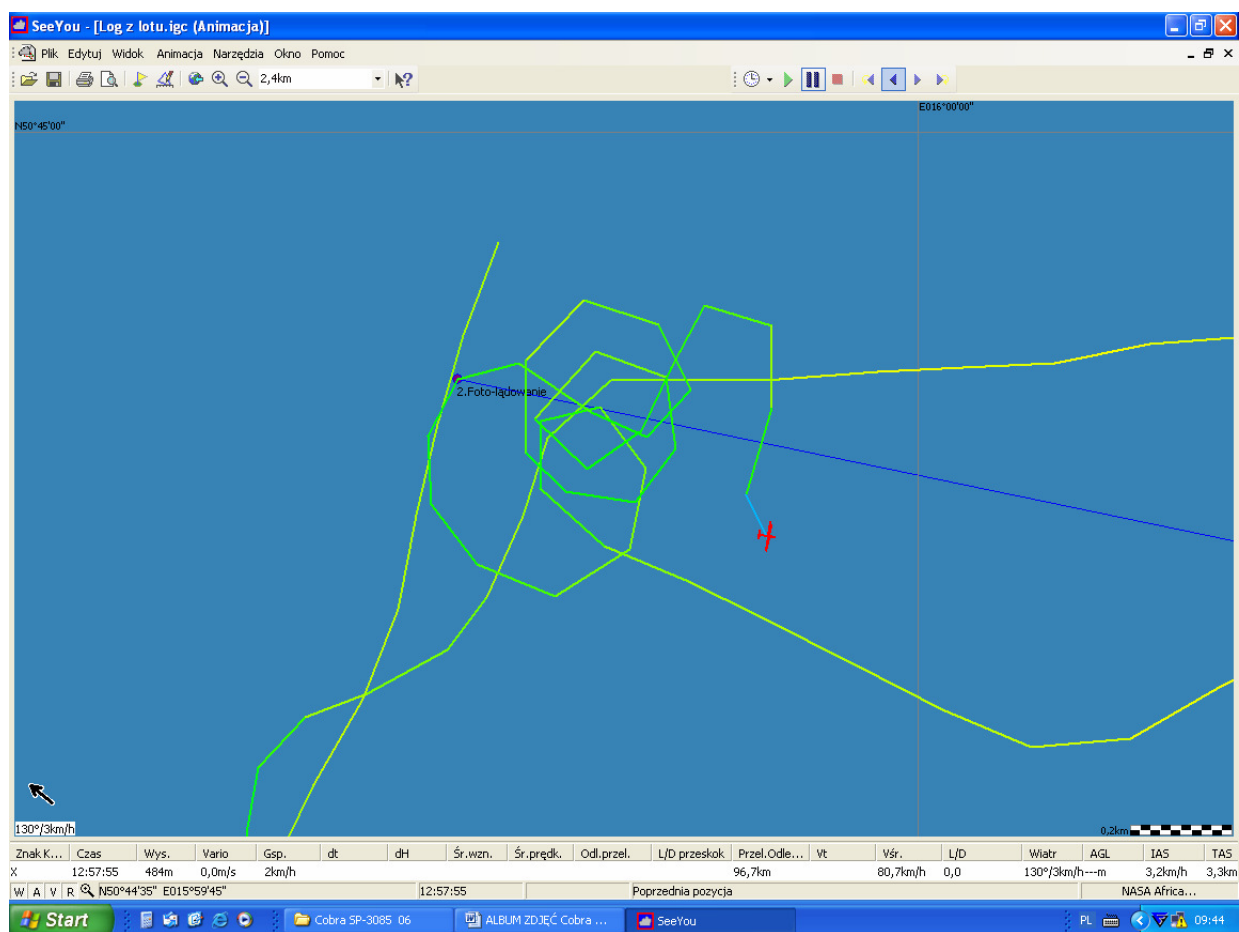 SeeYou - [Log z lotu.igc (Animacja)]
Plik Edytuj Widok Animacja Narzędzia Okno Pomoc
2,4km
E016°00'00"
N50°45'00"
2.Foto-lądowanie
130°/3km/h
0,2km
Znak K... Czas Wys. Vario Gsp. dt dH Śr.wzn. Śr.prędk. Odl.przel. L/D przeskok Przel.Odle... Vt Vśr. L/D Wiatr AGL IAS TAS
X 12:57:55 484m 0,0m/s 2km/h 96,7km 80,7km/h 0,0 130°/3km/h ---m 3,2km/h 3,3km
W A V R N50°44'35" E015°59'45" 12:57:55 Poprzednia pozycja NASA Africa...
Start Cobra SP-3085 06 ALBUM ZDJĘĆ Cobra ... SeeYou PL 09:44